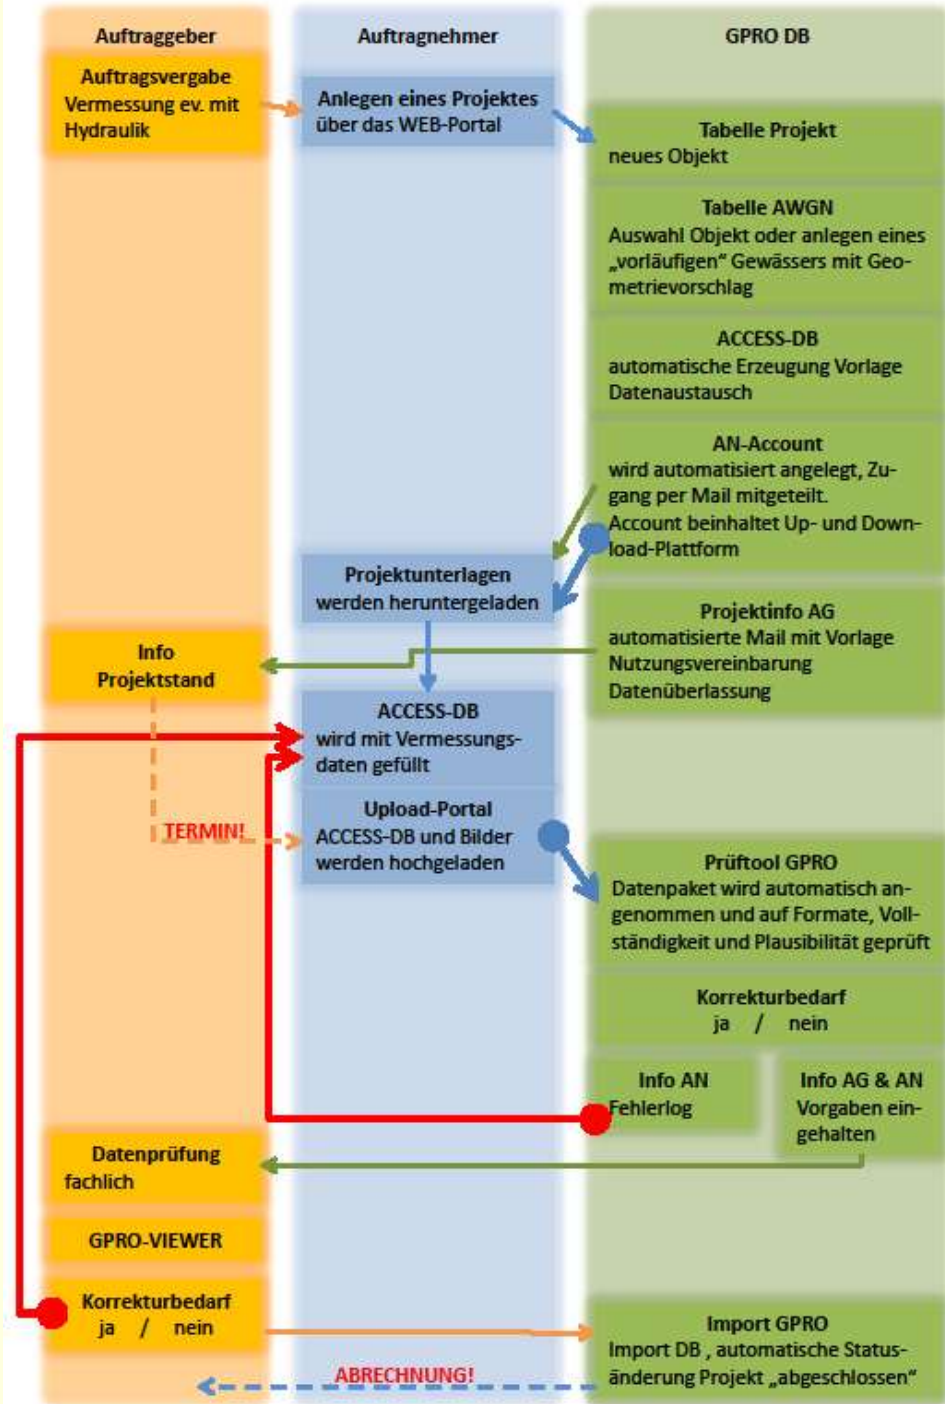 Auftraggeber
Auftragnehmer
GPRO DB
Auftragsvergabe
Vermessung ev. mit
Hydraulik
Anlegen eines Projektes
über das WEB-Portal
Tabelle Projekt
neues Objekt
Tabelle AWGN
Auswahl Objekt oder anlegen eines
„vorläufigen“ Gewässers mit Geo-
metrievorschlag
ACCESS-DB
automatische Erzeugung Vorlage
Datenaustausch
AN-Account
wird automatisiert angelegt, Zu-
gang per Mail mitgeteilt.
Account beinhaltet Up- und Down-
load-Plattform
Projektunterlagen
werden heruntergeladen
Projektinfo AG
automatisierte Mail mit Vorlage
Nutzungsvereinbarung
Datenüberlassung
Info
Projektstand
ACCESS-DB
wird mit Vermessungs-
daten gefüllt
TERMIN!
Upload-Portal
ACCESS-DB und Bilder
werden hochgeladen
Prüftool GPRO
Datenpaket wird automatisch an-
genommen und auf Formate, Voll-
ständigkeit und Plausibilität geprüft
Korrekturbedarf
ja / nein
Info AN
Fehlerlog
Info AG & AN
Vorgaben ein-
gehalten
Datenprüfung
fachlich
GPRO-VIEWER
Korrekturbedarf
ja / nein
Import GPRO
Import DB , automatische Status-
änderung Projekt „abgeschlossen“
ABRECHNUNG!